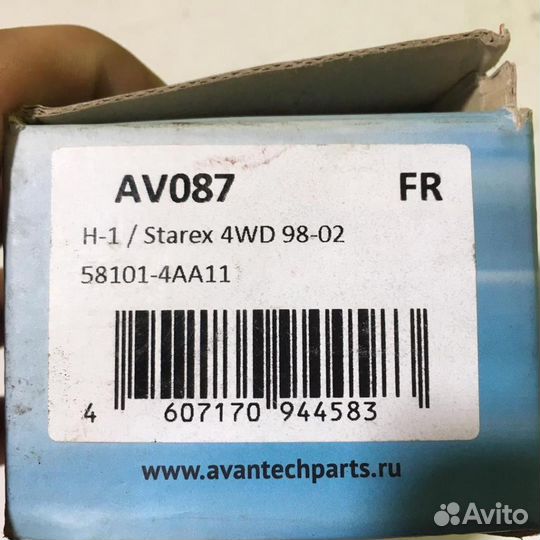 AV087 FR
H-1 / Starex 4WD 98-02
58101-4AA11
4 607170 944583
www.avantechparts.ru
Avito